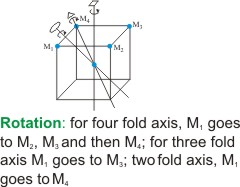 M₄
M₃
M₁
M₂
Rotation: for four fold axis, M₁ goes
to M₂, M₃ and then M₄; for three fold
axis M₁ goes to M₃; two fold axis, M₁
goes to M₄